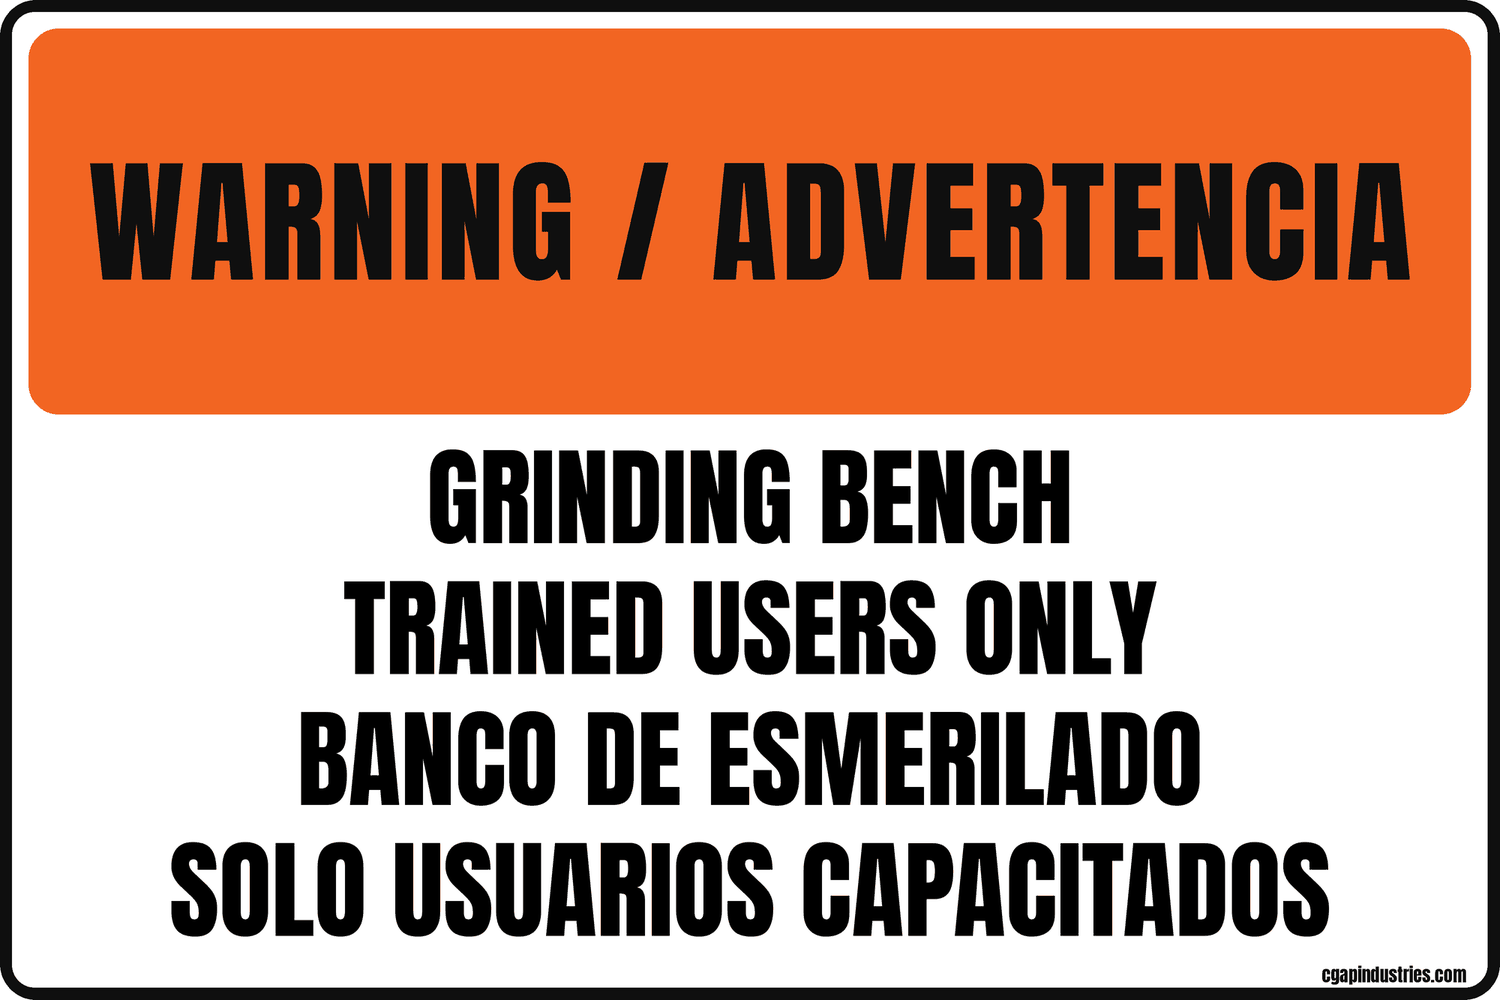 WARNING / ADVERTENCIA
GRINDING BENCH
TRAINED USERS ONLY
BANCO DE ESMERILADO
SOLO USUARIOS CAPACITADOS
cgapindustries.com